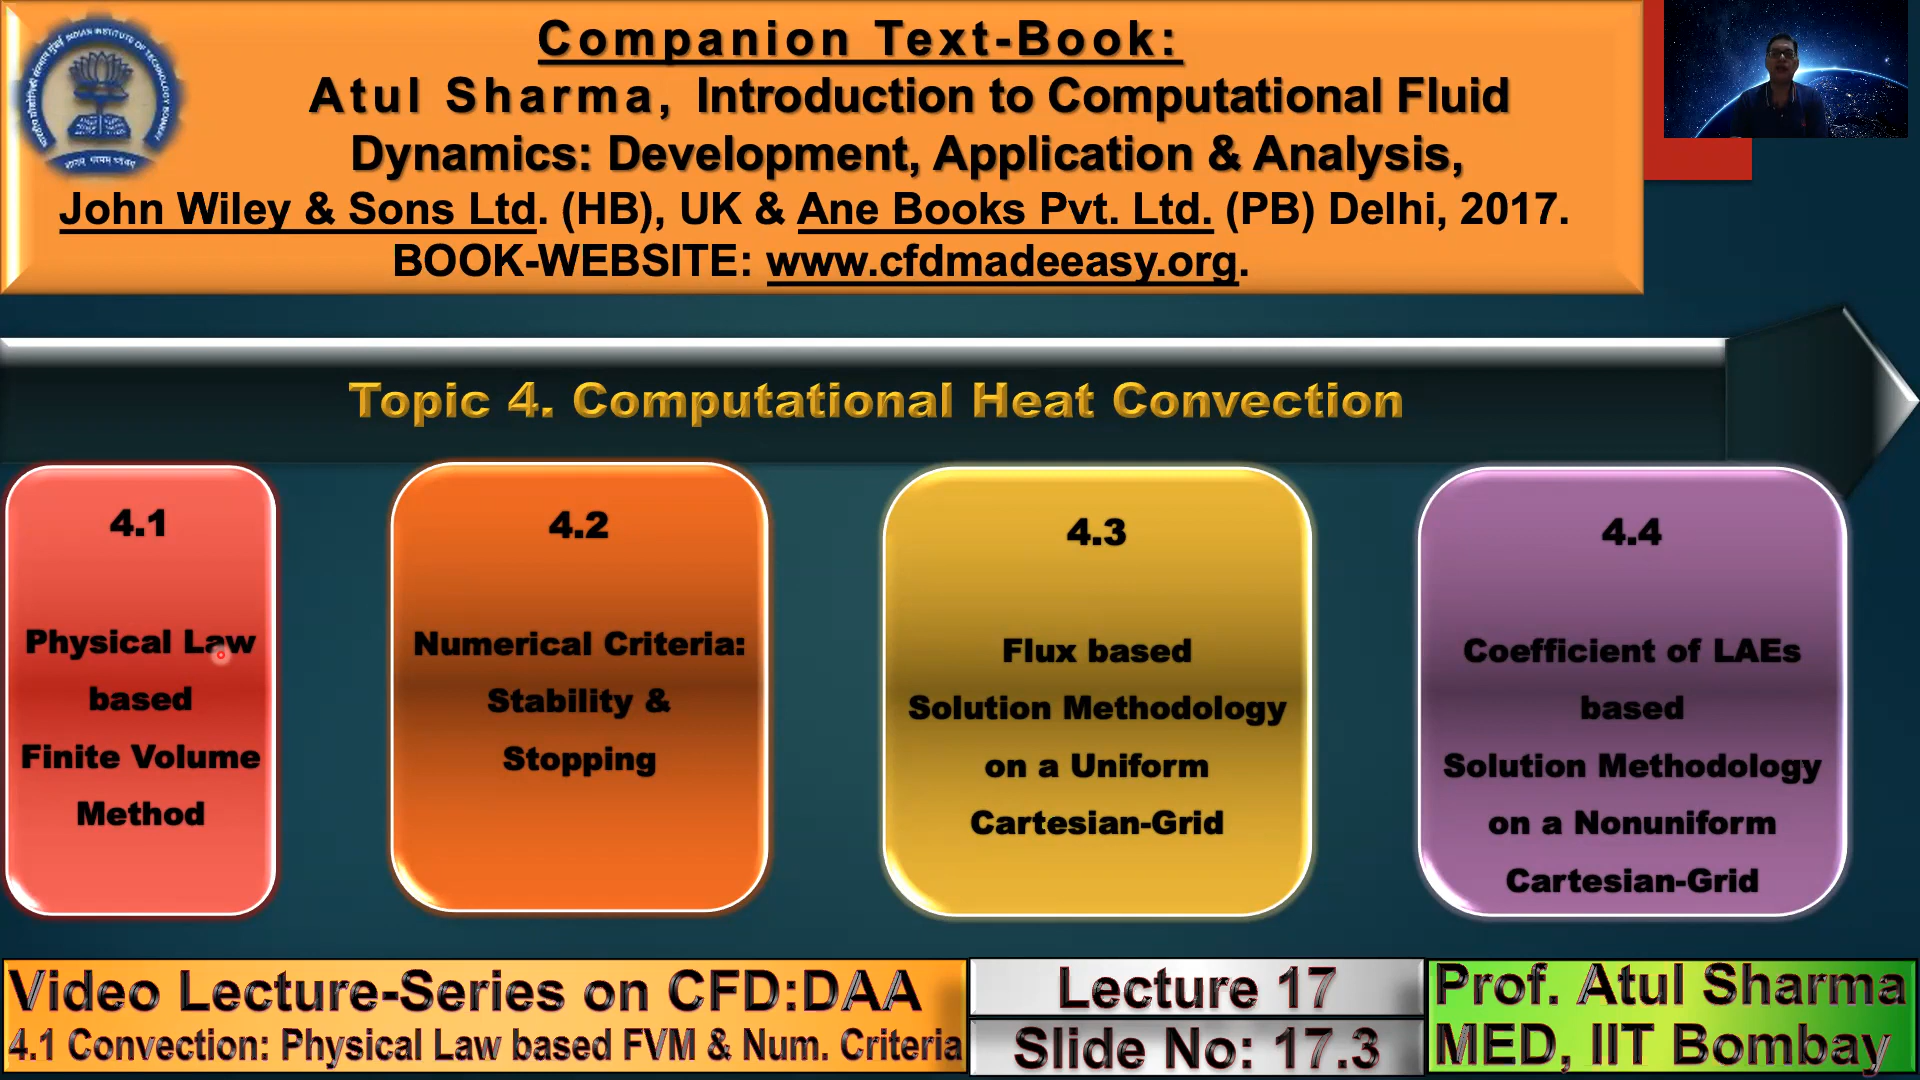 Companion Text-Book:
Atul Sharma, Introduction to Computational Fluid
Dynamics: Development, Application & Analysis,
John Wiley & Sons Ltd. (HB), UK & Ane Books Pvt. Ltd. (PB) Delhi, 2017.
BOOK-WEBSITE: www.cfdmadeeasy.org.
INDIAN INSTITUTE OF TECHNOLOGY BOMBAY
Topic 4. Computational Heat Convection
4.1
Physical Law
based
Finite Volume
Method
4.2
Numerical Criteria:
Stability &
Stopping
4.3
Flux based
Solution Methodology
on a Uniform
Cartesian-Grid
4.4
Coefficient of LAEs
based
Solution Methodology
on a Nonuniform
Cartesian-Grid
Video Lecture-Series on CFD:DAA
4.1 Convection: Physical Law based FVM & Num. Criteria
Lecture 17
Slide No: 17.3
Prof. Atul Sharma
MED, IIT Bombay